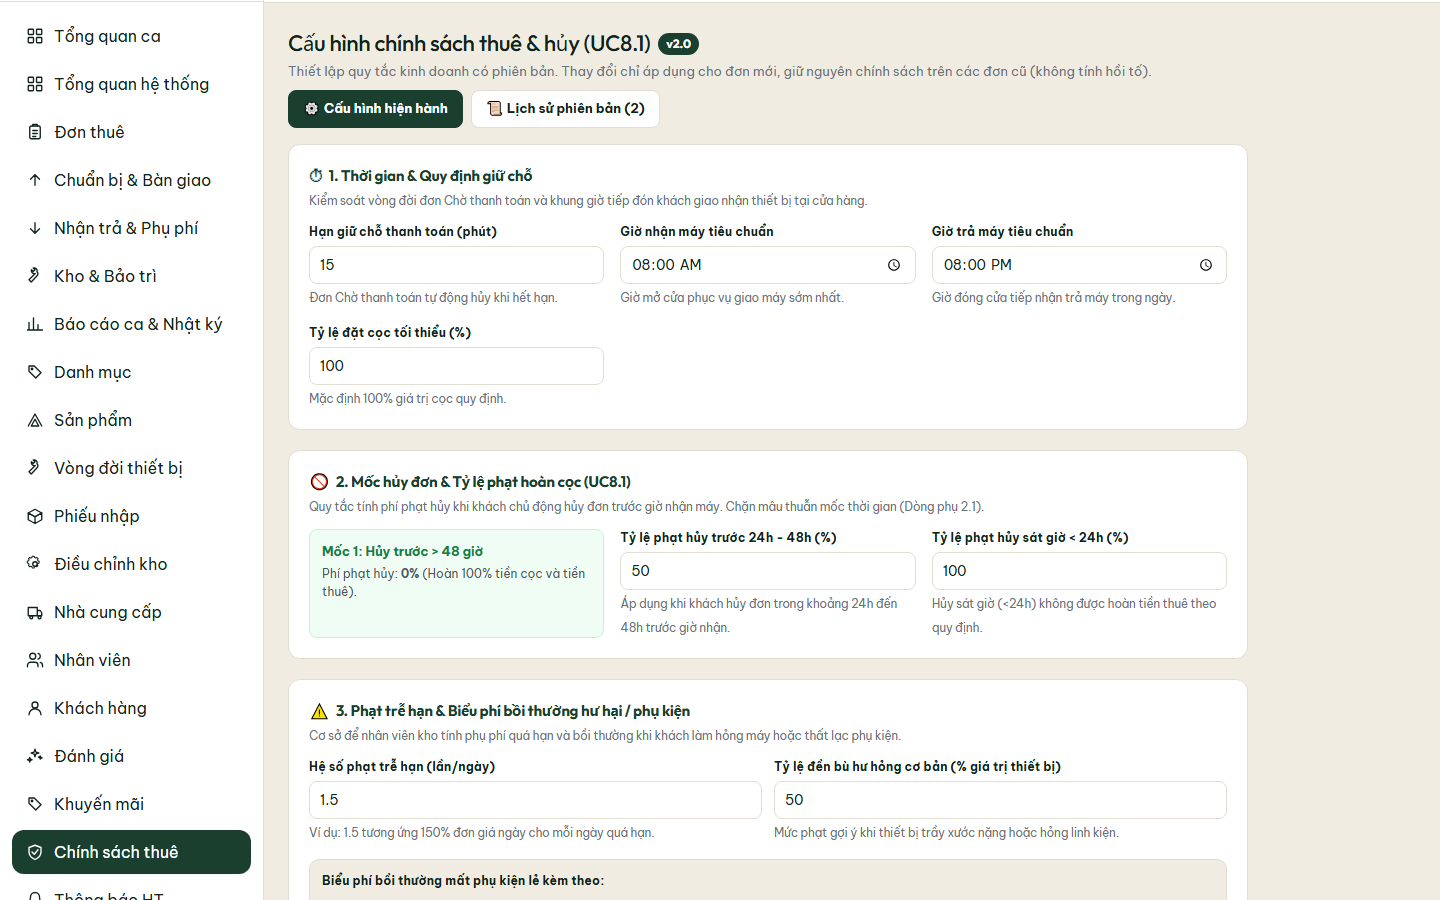 Tổng quan ca
Tổng quan hệ thống
Đơn thuê
Chuẩn bị & Bàn giao
Nhận trả & Phụ phí
Kho & Bảo trì
Báo cáo ca & Nhật ký
Danh mục
Sản phẩm
Vòng đời thiết bị
Phiếu nhập
Điều chỉnh kho
Nhà cung cấp
Nhân viên
Khách hàng
Đánh giá
Khuyến mãi
Chính sách thuê
Thông báo HT
Cấu hình chính sách thuê & hủy (UC8.1) v2.0
Thiết lập quy tắc kinh doanh có phiên bản. Thay đổi chỉ áp dụng cho đơn mới, giữ nguyên chính sách trên các đơn cũ (không tính hồi tố).
Cấu hình hiện hành
Lịch sử phiên bản (2)
1. Thời gian & Quy định giữ chỗ
Kiểm soát vòng đời đơn Chờ thanh toán và khung giờ tiếp đón khách giao nhận thiết bị tại cửa hàng.
Hạn giữ chỗ thanh toán (phút)
15
Đơn Chờ thanh toán tự động hủy khi hết hạn.
Giờ nhận máy tiêu chuẩn
08:00 AM
Giờ mở cửa phục vụ giao máy sớm nhất.
Giờ trả máy tiêu chuẩn
08:00 PM
Giờ đóng cửa tiếp nhận trả máy trong ngày.
Tỷ lệ đặt cọc tối thiểu (%)
100
Mặc định 100% giá trị cọc quy định.
2. Mốc hủy đơn & Tỷ lệ phạt hoàn cọc (UC8.1)
Quy tắc tính phí phạt hủy khi khách chủ động hủy đơn trước giờ nhận máy. Chặn mâu thuẫn mốc thời gian (Dòng phụ 2.1).
Mốc 1: Hủy trước > 48 giờ
Phí phạt hủy: 0% (Hoàn 100% tiền cọc và tiền
thuê).
Tỷ lệ phạt hủy trước 24h - 48h (%)
50
Áp dụng khi khách hủy đơn trong khoảng 24h đến
48h trước giờ nhận.
Tỷ lệ phạt hủy sát giờ < 24h (%)
100
Hủy sát giờ (<24h) không được hoàn tiền thuê theo
quy định.
3. Phạt trễ hạn & Biểu phí bồi thường hư hại / phụ kiện
Cơ sở để nhân viên kho tính phụ phí quá hạn và bồi thường khi khách làm hỏng máy hoặc thất lạc phụ kiện.
Hệ số phạt trễ hạn (lần/ngày)
1.5
Ví dụ: 1.5 tương ứng 150% đơn giá ngày cho mỗi ngày quá hạn.
Tỷ lệ đền bù hư hỏng cơ bản (% giá trị thiết bị)
50
Mức phạt gợi ý khi thiết bị trầy xước nặng hoặc hỏng linh kiện.
Biểu phí bồi thường mất phụ kiện lẻ kèm theo: